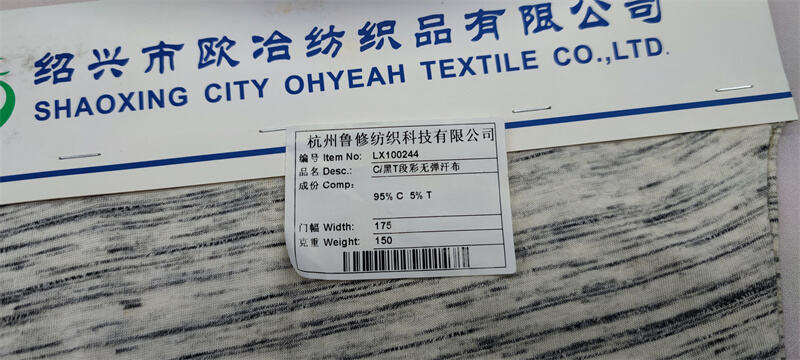 绍兴市欧冶纺织品有限公司
SHAOXING CITY OHYEAH TEXTILE CO.,LTD.
杭州鲁修纺织科技有限公司
编号 Item No: LX100244
品名 Desc.: C/黑T段彩无弹汗布
成份 Comp:
95% C 5% T
门幅 Width: 175
克重 Weight: 150